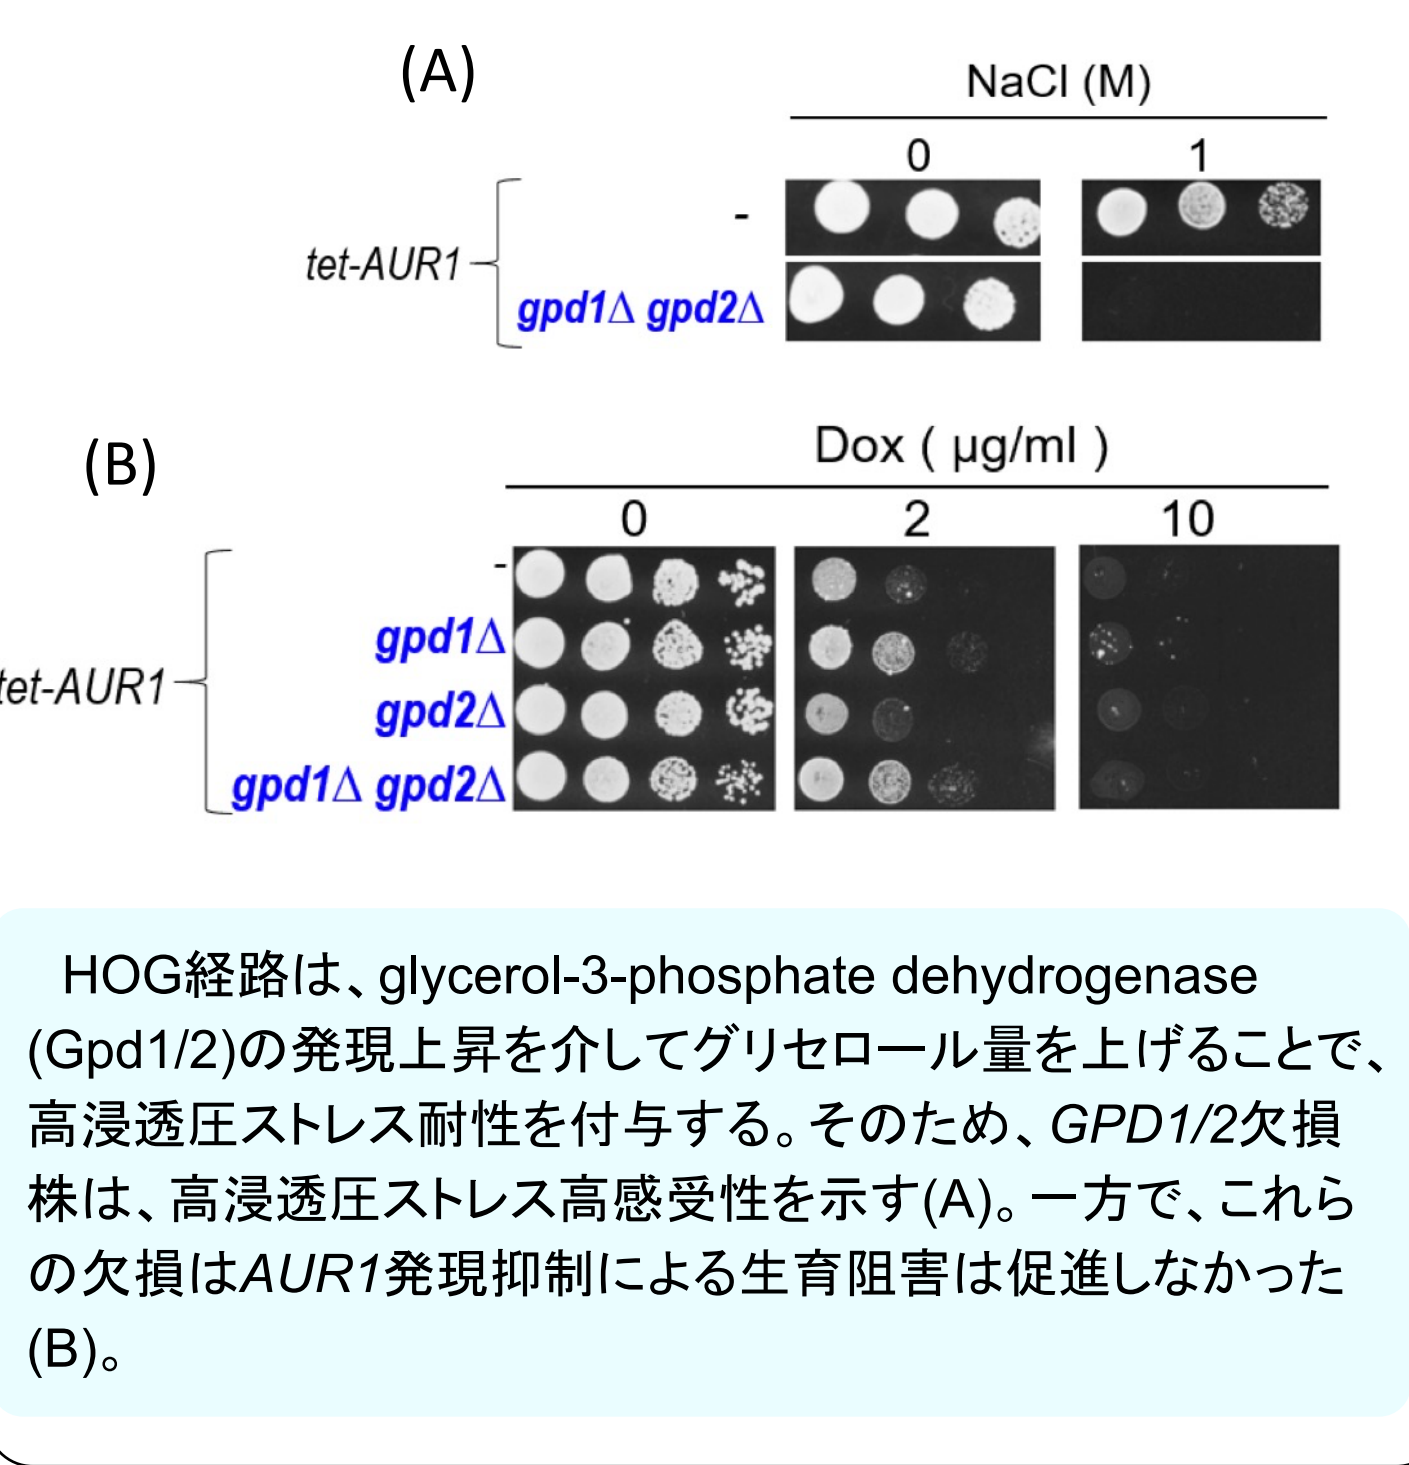 (A)
NaCl (M)
0 1
-
tet-AUR1
gpd1Δ gpd2Δ
(B)
Dox ( μg/ml )
0 2 10
-
gpd1Δ
tet-AUR1
gpd2Δ
gpd1Δ gpd2Δ
HOG経路は、glycerol-3-phosphate dehydrogenase
(Gpd1/2)の発現上昇を介してグリセロール量を上げることで、
高浸透圧ストレス耐性を付与する。そのため、GPD1/2欠損
株は、高浸透圧ストレス高感受性を示す(A)。一方で、これら
の欠損はAUR1発現抑制による生育阻害は促進しなかった
(B)。